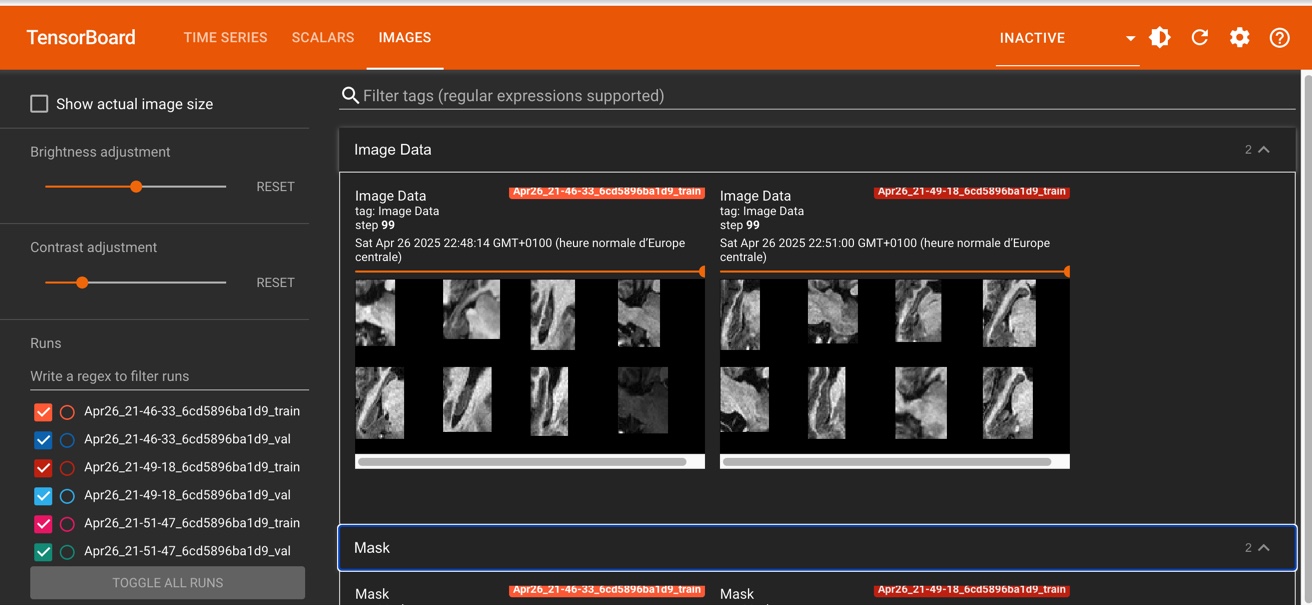 TensorBoard TIME SERIES SCALARS IMAGES INACTIVE
Show actual image size
Filter tags (regular expressions supported)
Brightness adjustment
RESET
Contrast adjustment
RESET
Runs
Write a regex to filter runs
Apr26_21-46-33_6cd5896ba1d9_train
Apr26_21-46-33_6cd5896ba1d9_val
Apr26_21-49-18_6cd5896ba1d9_train
Apr26_21-49-18_6cd5896ba1d9_val
Apr26_21-51-47_6cd5896ba1d9_train
Apr26_21-51-47_6cd5896ba1d9_val
TOGGLE ALL RUNS
Image Data 2
Image Data Apr26_21-46-33_6cd5896ba1d9_train
tag: Image Data
step 99
Sat Apr 26 2025 22:48:14 GMT+0100 (heure normale d’Europe
centrale)
Image Data Apr26_21-49-18_6cd5896ba1d9_train
tag: Image Data
step 99
Sat Apr 26 2025 22:51:00 GMT+0100 (heure normale d’Europe
centrale)
Mask 2
Mask Apr26_21-46-33_6cd5896ba1d9_train
Mask Apr26_21-49-18_6cd5896ba1d9_train